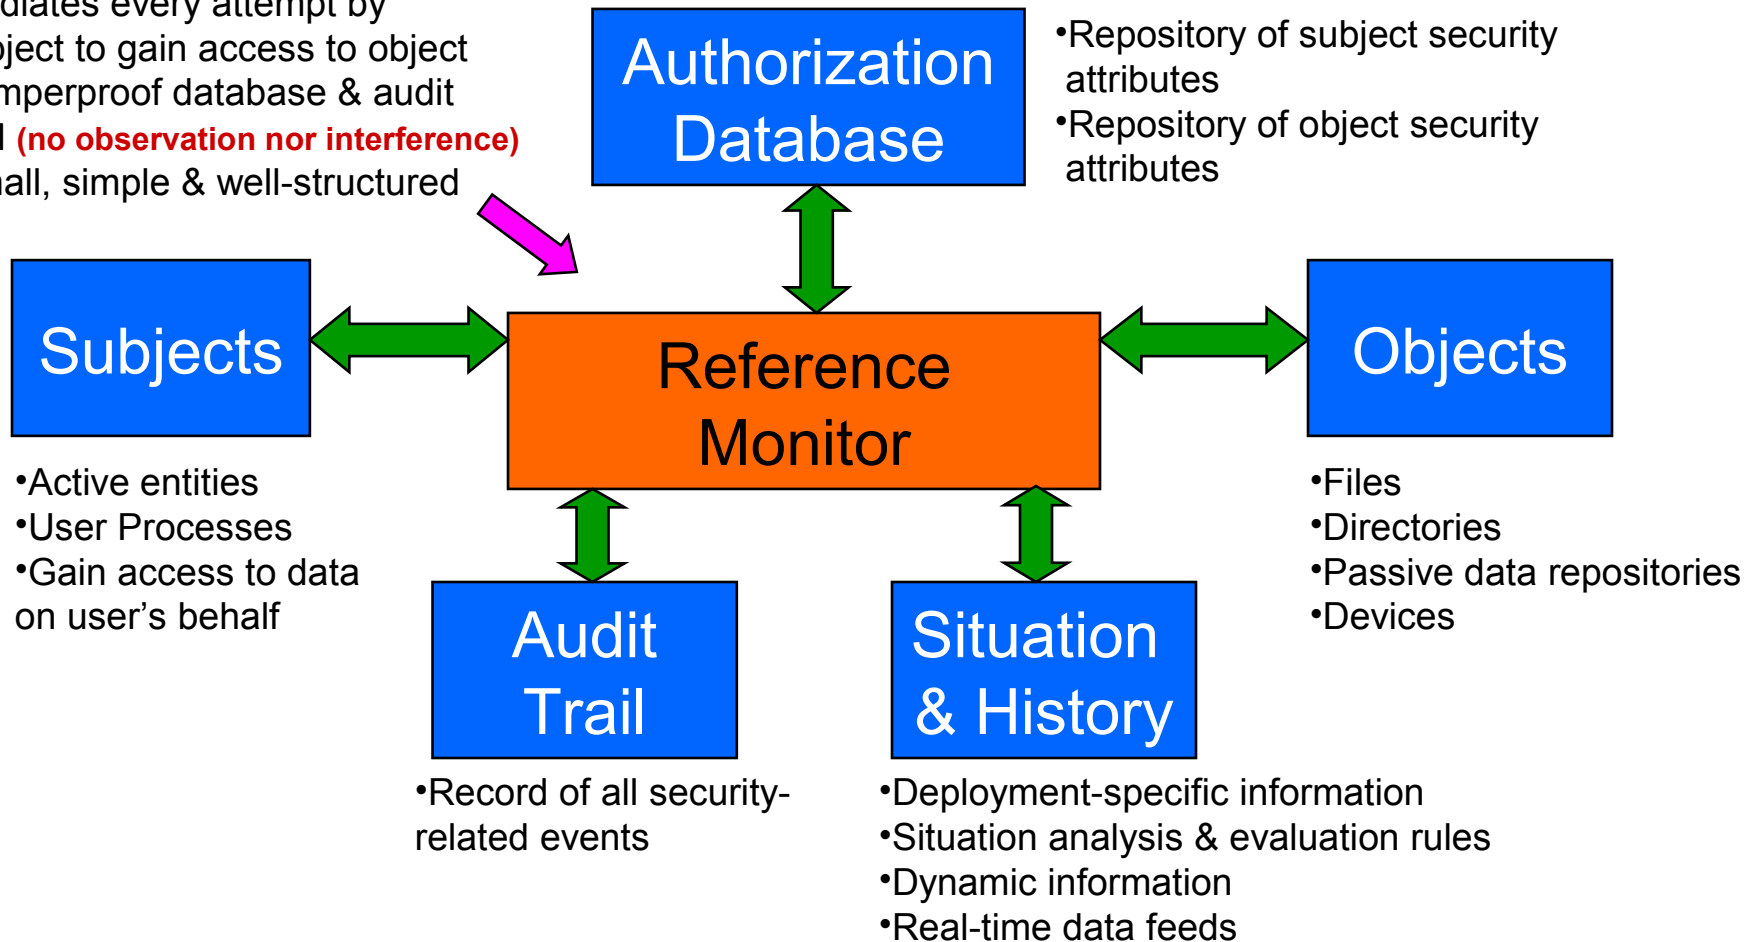 diates every attempt by
ject to gain access to object
mperproof database & audit
(no observation nor interference)
all, simple & well-structured
Authorization
Database
•Repository of subject security
attributes
•Repository of object security
attributes
Subjects
Reference
Monitor
Objects
•Active entities
•User Processes
•Gain access to data
on user’s behalf
•Files
•Directories
•Passive data repositories
•Devices
Audit
Trail
Situation
& History
•Record of all security-
related events
•Deployment-specific information
•Situation analysis & evaluation rules
•Dynamic information
•Real-time data feeds